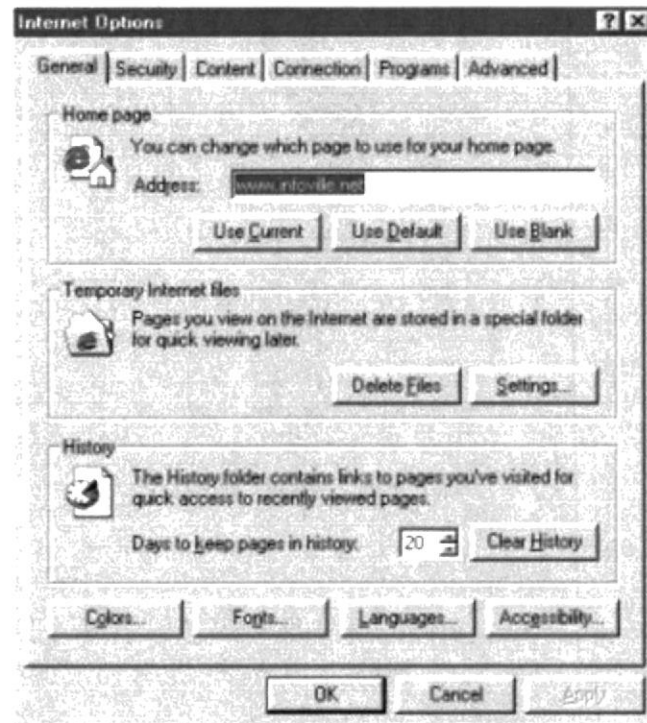 Internet Options
General Security Content Connection Programs Advanced
Home page
You can change which page to use for your home page.
Address: www.infoville.net
Use Current Use Default Use Blank
Temporary Internet files
Pages you view on the Internet are stored in a special folder
for quick viewing later.
Delete Files Settings...
History
The History folder contains links to pages you've visited for
quick access to recently viewed pages.
Days to keep pages in history: 20 Clear History
Colors... Fonts... Languages... Accessibility...
OK Cancel Apply